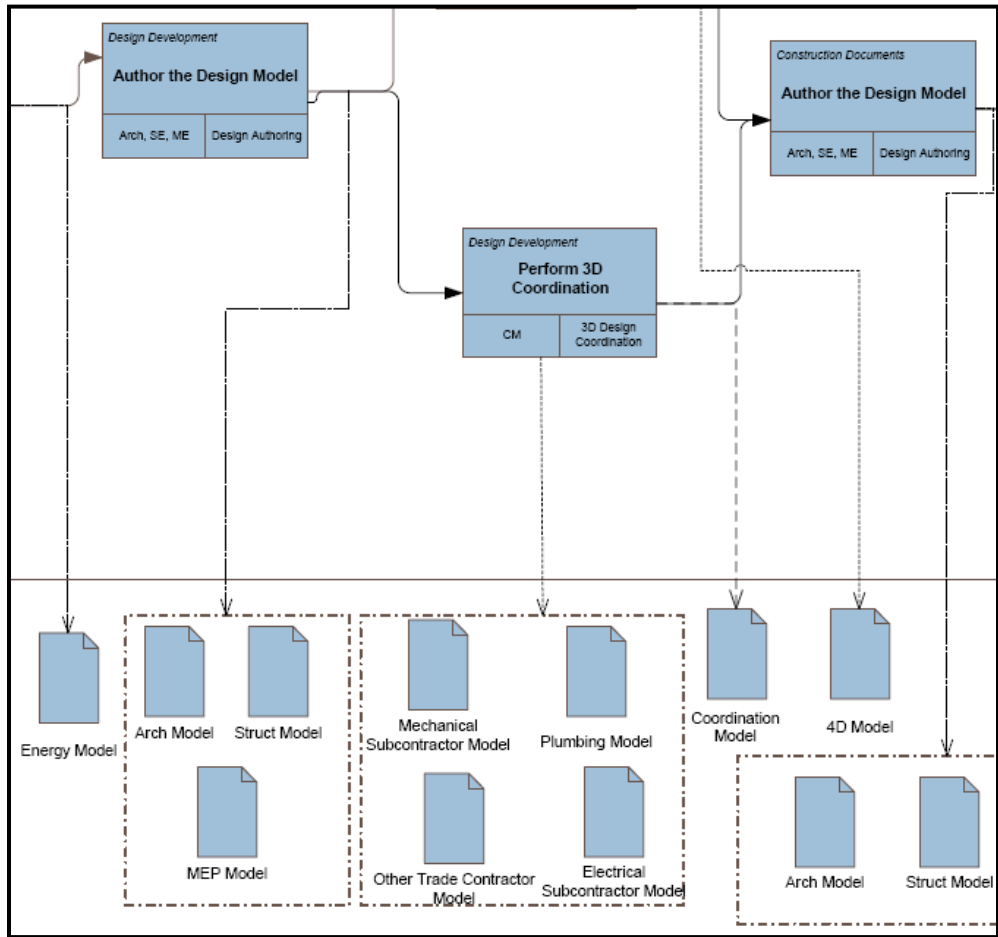 Design Development
Author the Design Model
Arch, SE, ME
Design Authoring
Construction Documents
Author the Design Model
Arch, SE, ME
Design Authoring
Design Development
Perform 3D
Coordination
CM
3D Design
Coordination
Energy Model
Arch Model
Struct Model
MEP Model
Mechanical
Subcontractor Model
Plumbing Model
Other Trade Contractor
Model
Electrical
Subcontractor Model
Coordination
Model
4D Model
Arch Model
Struct Model